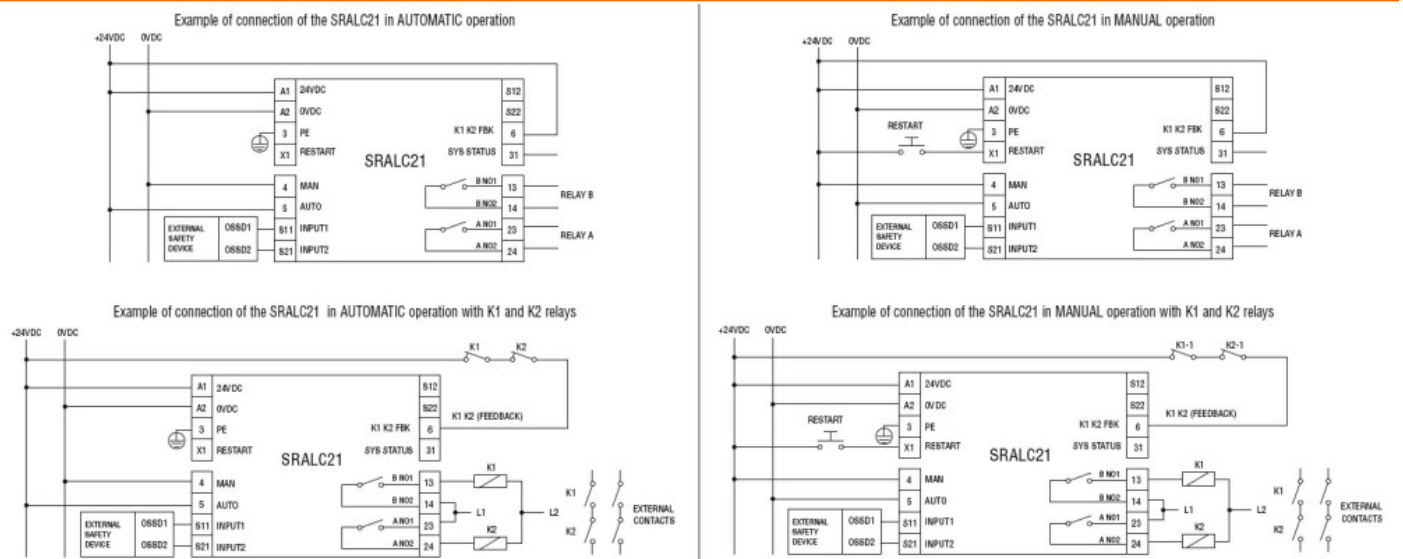 Example of connection of the SRALC21 in AUTOMATIC operation
+24VDC 0VDC
A1 24VDC S12
A2 0VDC S22
3 PE K1 K2 FBK 6
X1 RESTART SYS STATUS 31
SRALC21
4 MAN B NO1 13
RELAY B
5 AUTO B NO2 14
EXTERNAL SAFETY DEVICE OSSD1 S11 INPUT1 A NO1 23
RELAY A
OSSD2 S21 INPUT2 A NO2 24
Example of connection of the SRALC21 in MANUAL operation
+24VDC 0VDC
A1 24VDC S12
A2 0VDC S22
RESTART 3 PE K1 K2 FBK 6
X1 RESTART SYS STATUS 31
SRALC21
4 MAN B NO1 13
RELAY B
5 AUTO B NO2 14
EXTERNAL SAFETY DEVICE OSSD1 S11 INPUT1 A NO1 23
RELAY A
OSSD2 S21 INPUT2 A NO2 24
Example of connection of the SRALC21 in AUTOMATIC operation with K1 and K2 relays
+24VDC 0VDC
K1 K2
A1 24VDC S12
A2 0VDC S22
K1 K2 (FEEDBACK)
3 PE K1 K2 FBK 6
X1 RESTART SYS STATUS 31
SRALC21
K1
4 MAN B NO1 13
K1
5 AUTO B NO2 14
L1 L2 EXTERNAL CONTACTS
EXTERNAL SAFETY DEVICE OSSD1 S11 INPUT1 A NO1 23
K2 K2
OSSD2 S21 INPUT2 A NO2 24
Example of connection of the SRALC21 in MANUAL operation with K1 and K2 relays
+24VDC 0VDC
K1-1 K2-1
A1 24VDC S12
A2 0VDC S22
K1 K2 (FEEDBACK)
RESTART 3 PE K1 K2 FBK 6
X1 RESTART SYS STATUS 31
SRALC21
K1
4 MAN B NO1 13
K1
5 AUTO B NO2 14
L1 L2 EXTERNAL CONTACTS
EXTERNAL SAFETY DEVICE OSSD1 S11 INPUT1 A NO1 23
K2 K2
OSSD2 S21 INPUT2 A NO2 24